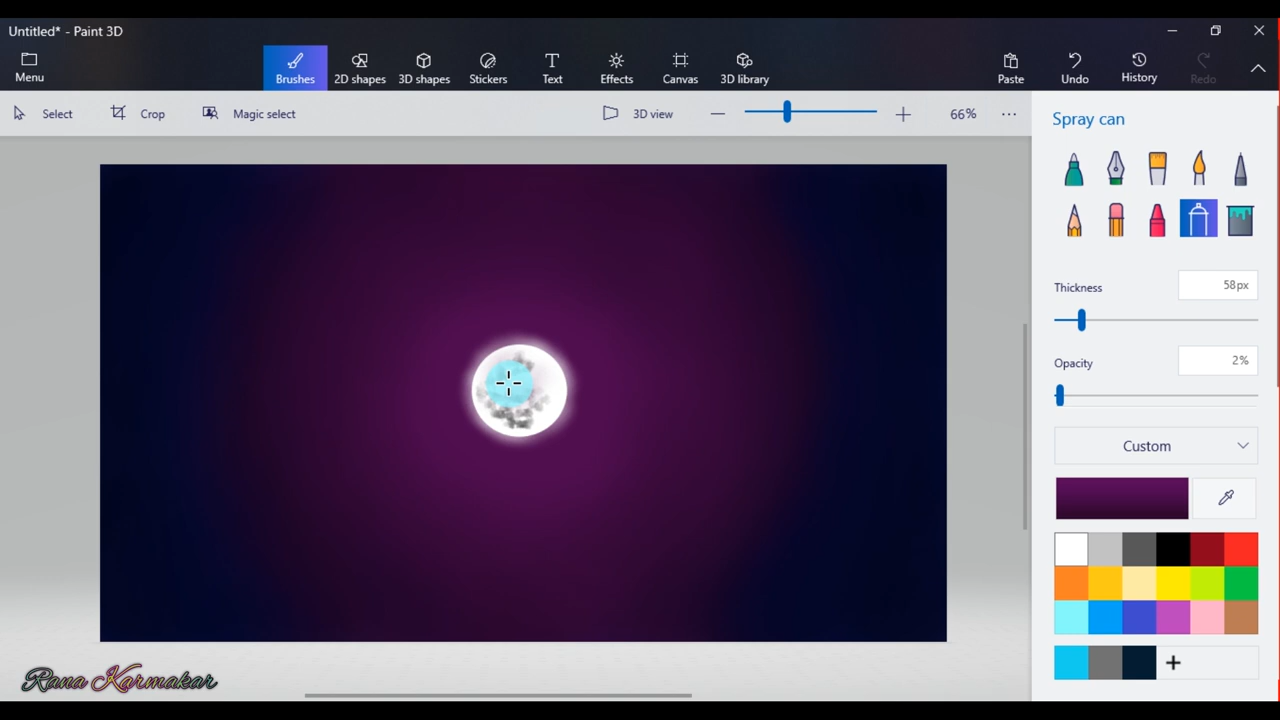 Untitled* - Paint 3D
Menu
Brushes
2D shapes
3D shapes
Stickers
Text
Effects
Canvas
3D library
Paste
Undo
History
Redo
Select
Crop
Magic select
3D view
66%
Spray can
Thickness
58px
Opacity
2%
Custom
Rana Karmakar